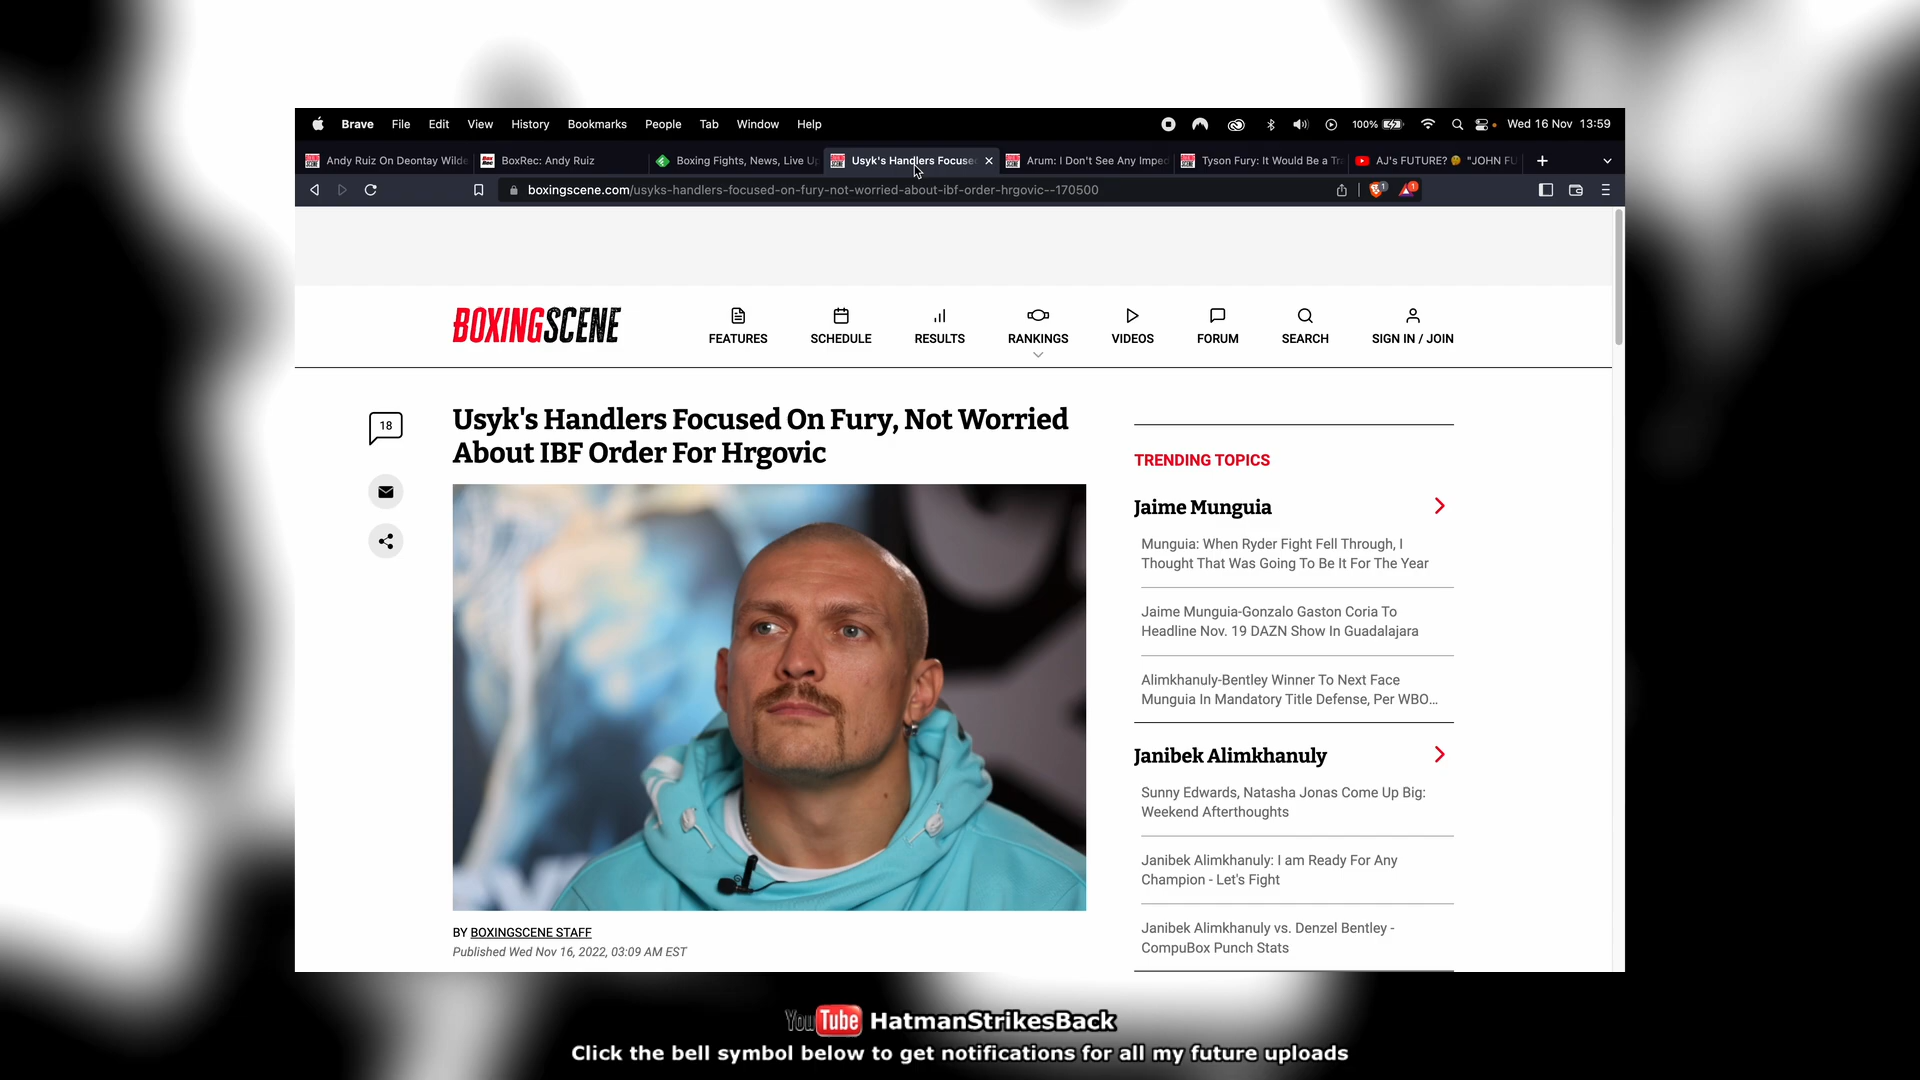 Brave File Edit View History Bookmarks People Tab Window Help 100% Wed 16 Nov 13:59
Andy Ruiz On Deontay Wilde BoxRec: Andy Ruiz Boxing Fights, News, Live Up Usyk's Handlers Focused Arum: I Don't See Any Imped Tyson Fury: It Would Be a Tra AJ's FUTURE? "JOHN FU
boxingscene.com/usyks-handlers-focused-on-fury-not-worried-about-ibf-order-hrgovic--170500 1 1
BOXINGSCENE
FEATURES SCHEDULE RESULTS RANKINGS VIDEOS FORUM SEARCH SIGN IN / JOIN
18
Usyk's Handlers Focused On Fury, Not Worried
About IBF Order For Hrgovic
BY BOXINGSCENE STAFF
Published Wed Nov 16, 2022, 03:09 AM EST
TRENDING TOPICS
Jaime Munguia
Munguia: When Ryder Fight Fell Through, I
Thought That Was Going To Be It For The Year
Jaime Munguia-Gonzalo Gaston Coria To
Headline Nov. 19 DAZN Show In Guadalajara
Alimkhanuly-Bentley Winner To Next Face
Munguia In Mandatory Title Defense, Per WBO...
Janibek Alimkhanuly
Sunny Edwards, Natasha Jonas Come Up Big:
Weekend Afterthoughts
Janibek Alimkhanuly: I am Ready For Any
Champion - Let's Fight
Janibek Alimkhanuly vs. Denzel Bentley -
CompuBox Punch Stats
YouTube HatmanStrikesBack
Click the bell symbol below to get notifications for all my future uploads